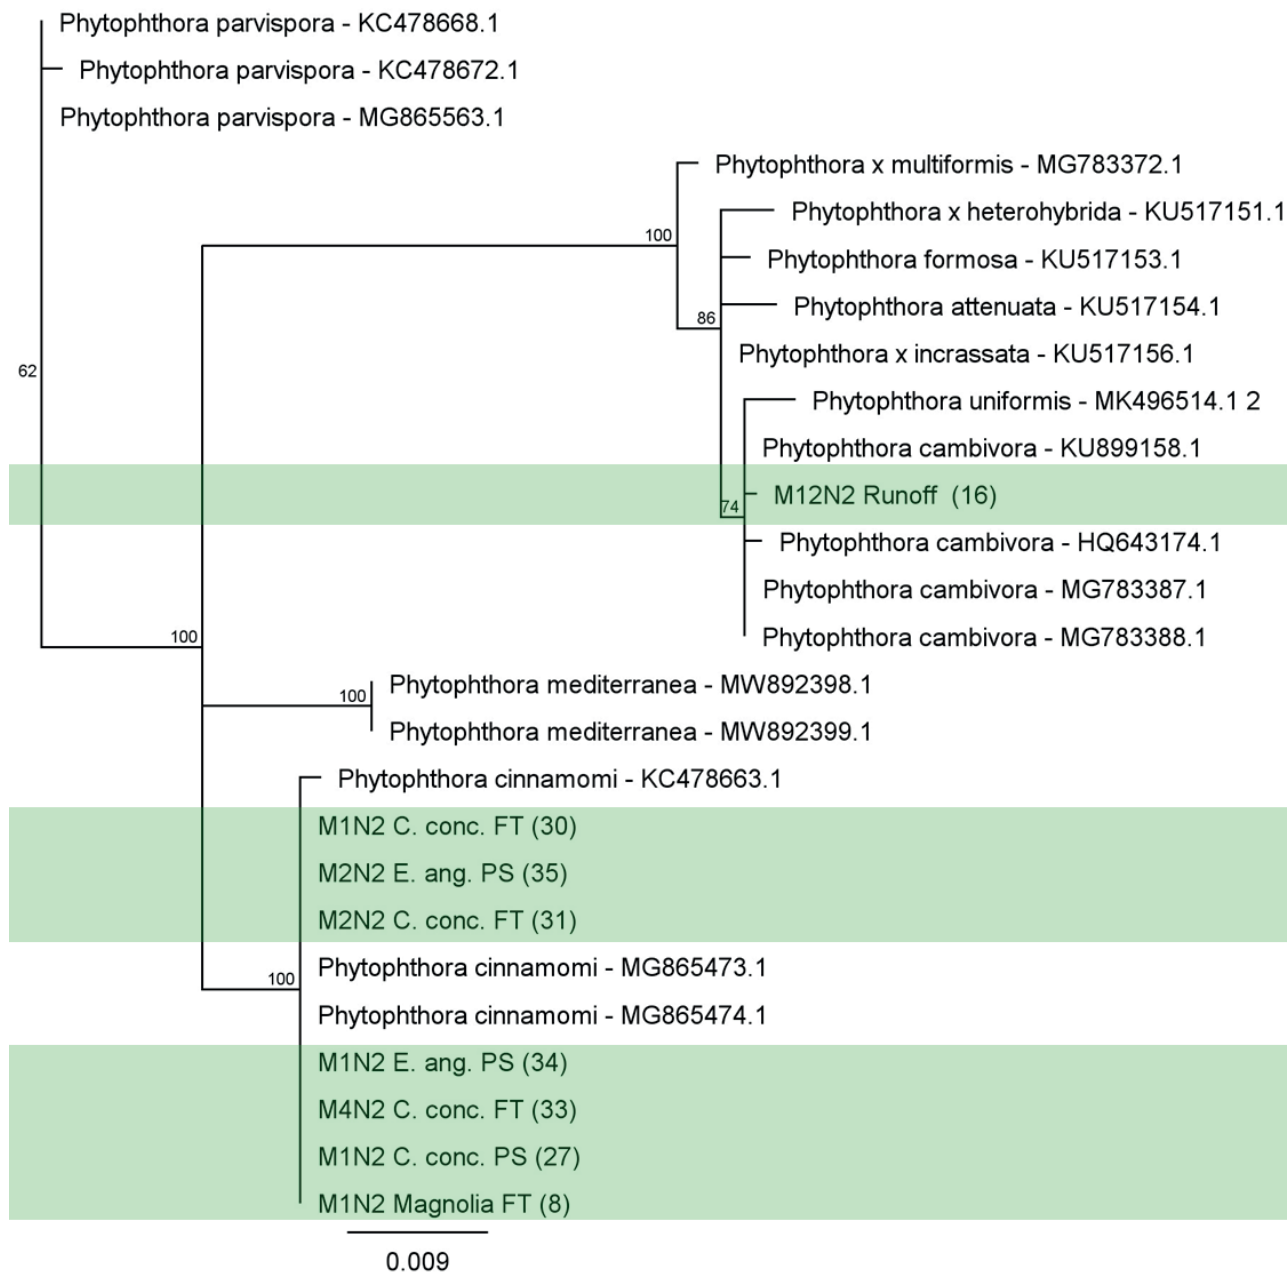 Phytophthora parvispora - KC478668.1
Phytophthora parvispora - KC478672.1
Phytophthora parvispora - MG865563.1
Phytophthora x multiformis - MG783372.1
Phytophthora x heterohybrida - KU517151.1
100
Phytophthora formosa - KU517153.1
Phytophthora attenuata - KU517154.1
86
Phytophthora x incrassata - KU517156.1
62
Phytophthora uniformis - MK496514.1 2
Phytophthora cambivora - KU899158.1
M12N2 Runoff (16)
74
Phytophthora cambivora - HQ643174.1
Phytophthora cambivora - MG783387.1
100
Phytophthora cambivora - MG783388.1
Phytophthora mediterranea - MW892398.1
100
Phytophthora mediterranea - MW892399.1
Phytophthora cinnamomi - KC478663.1
M1N2 C. conc. FT (30)
M2N2 E. ang. PS (35)
M2N2 C. conc. FT (31)
Phytophthora cinnamomi - MG865473.1
100
Phytophthora cinnamomi - MG865474.1
M1N2 E. ang. PS (34)
M4N2 C. conc. FT (33)
M1N2 C. conc. PS (27)
M1N2 Magnolia FT (8)
0.009